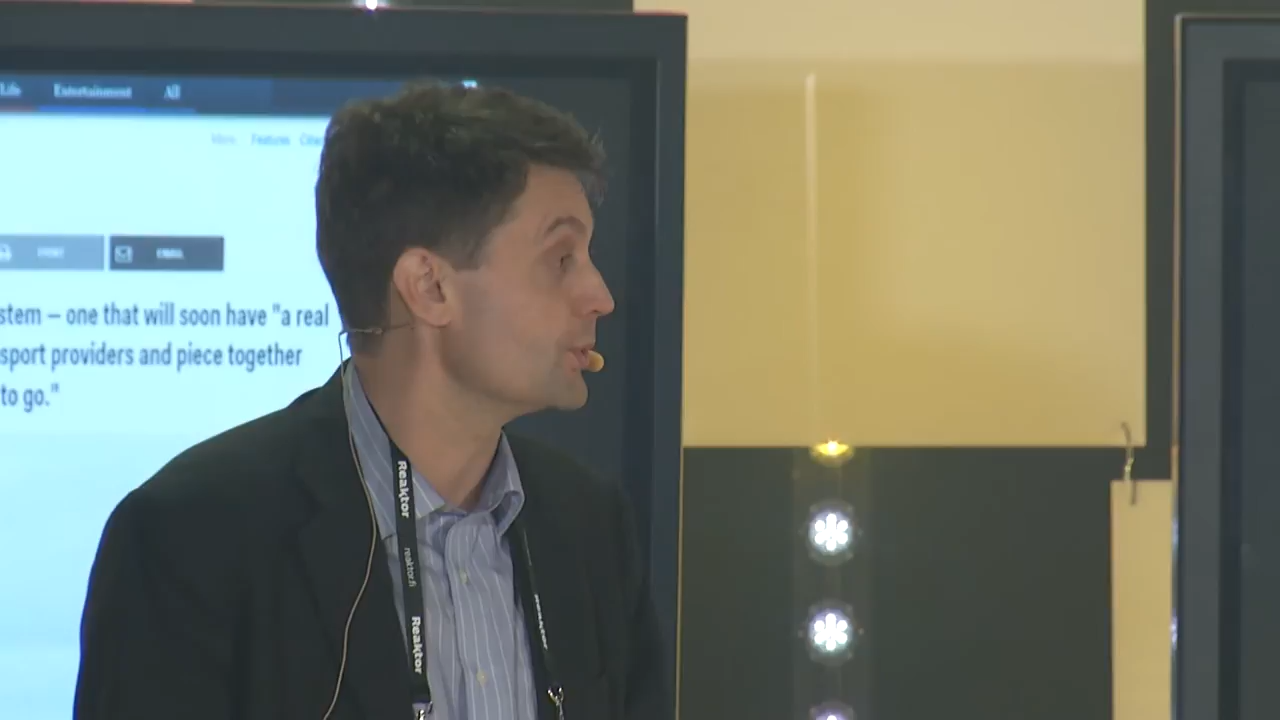 Life Entertainment All
More Features
PRINT EMAIL
stem – one that will soon have "a real
sport providers and piece together
to go."
Reaktor
reaktor.fi
Reaktor
Reaktor